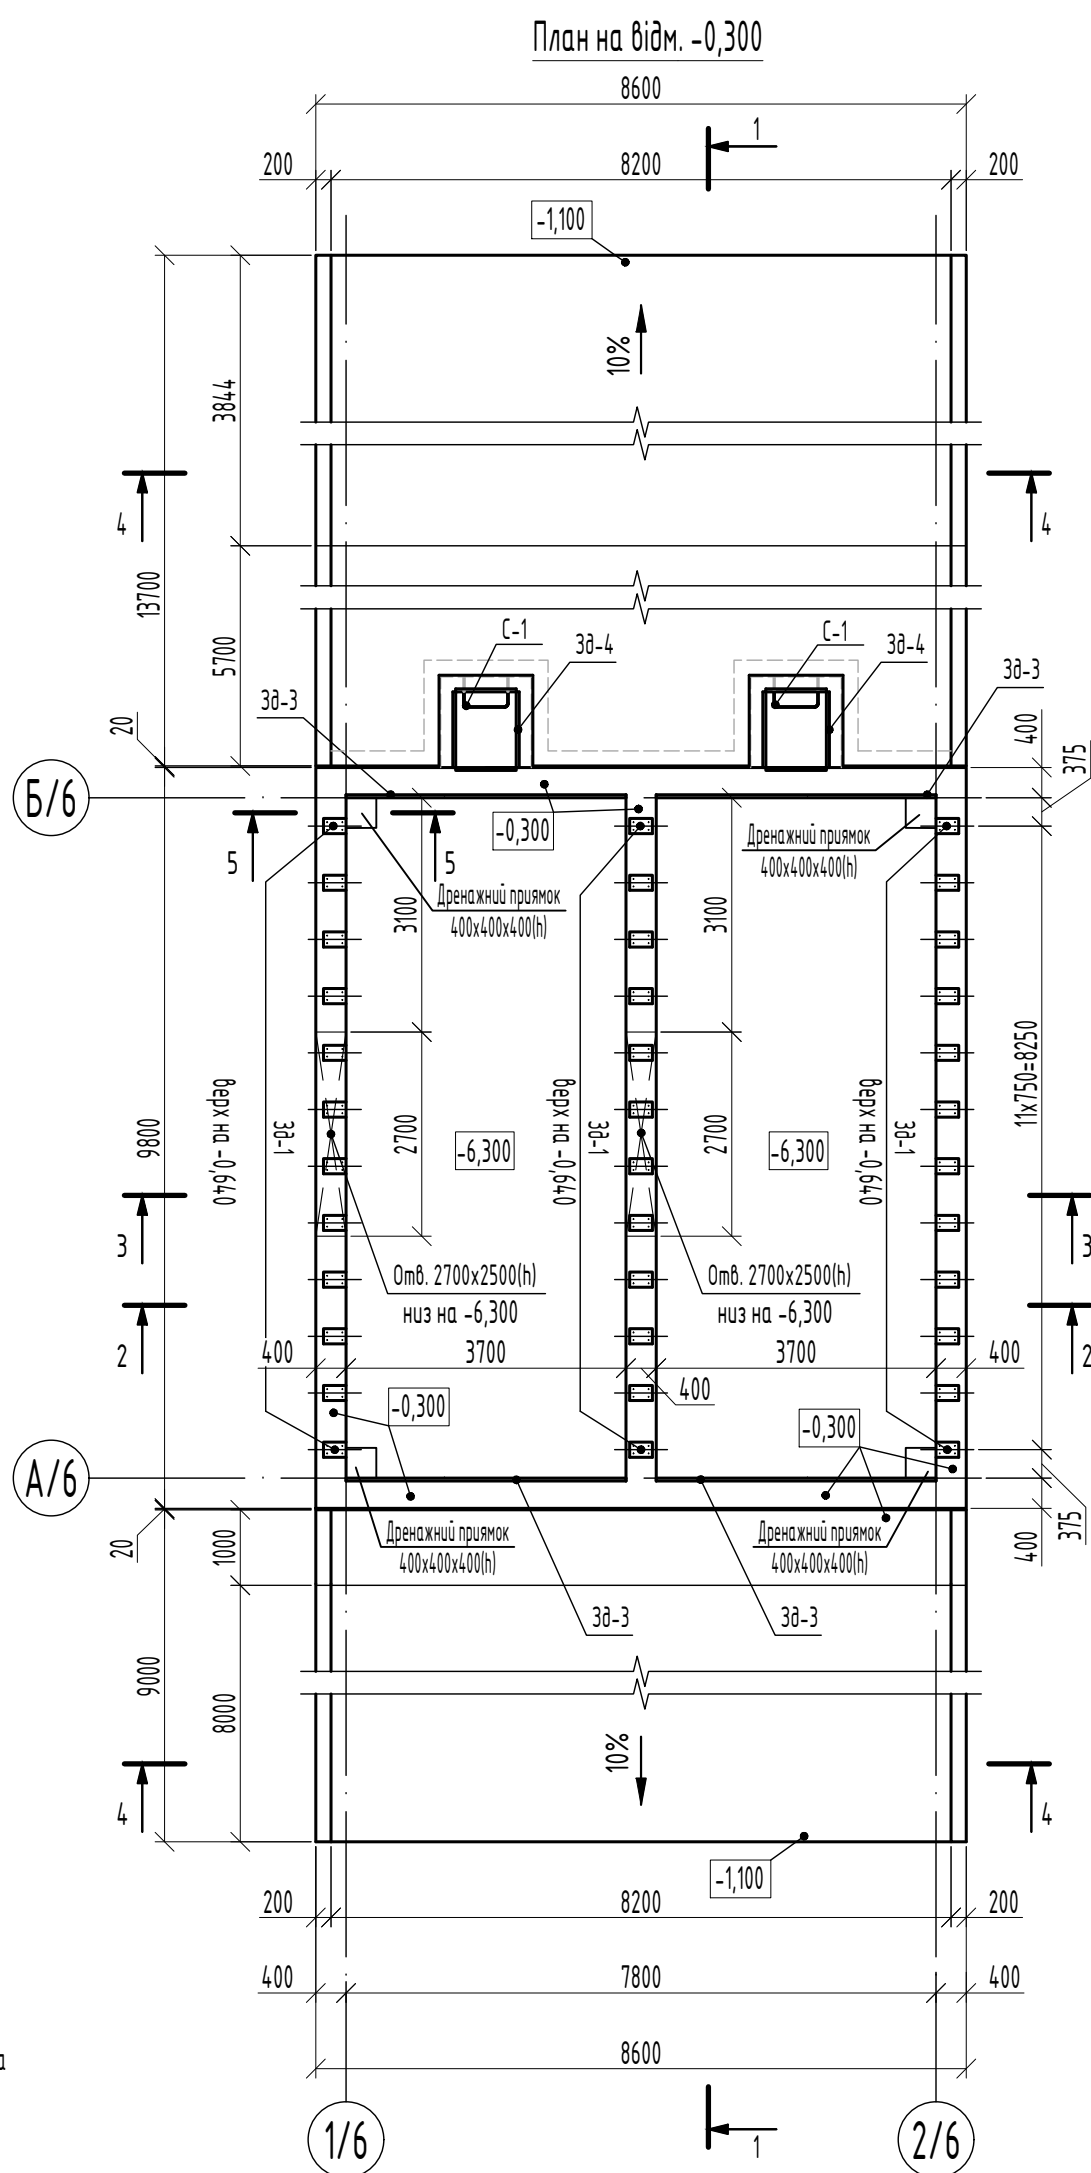 План на відм. -0,300
8600
1
200
8200
200
-1,100
10%
3844
4
4
13700
5700
С-1
Зд-4
С-1
Зд-4
Зд-3
Зд-3
20
400
375
Б/6
-0,300
5
5
Дренажний приямок
400х400х400(h)
Дренажний приямок
400х400х400(h)
3100
3100
11х750=8250
9800
Зд-1
верх на -0,640
Зд-1
верх на -0,640
Зд-1
верх на -0,640
2700
2700
-6,300
-6,300
3
3
Отв. 2700х2500(h)
низ на -6,300
Отв. 2700х2500(h)
низ на -6,300
2
2
400
3700
3700
400
400
-0,300
-0,300
А/6
20
1000
Дренажний приямок
400х400х400(h)
Дренажний приямок
400х400х400(h)
400
375
Зд-3
Зд-3
9000
8000
10%
4
4
-1,100
200
8200
200
400
7800
400
8600
1/6
2/6
1